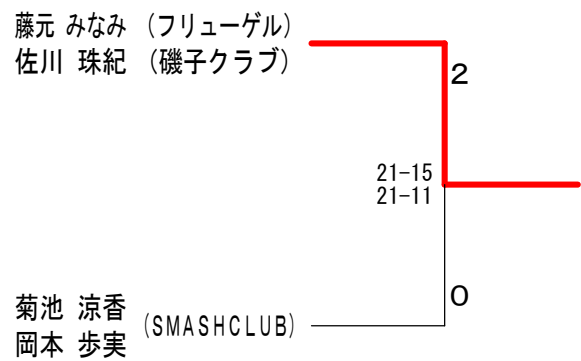 藤元 みなみ (フリューゲル)
佐川 珠紀 (磯子クラブ)
2
21-15
21-11
0
菊池 涼香
(SMASHCLUB)
岡本 歩実